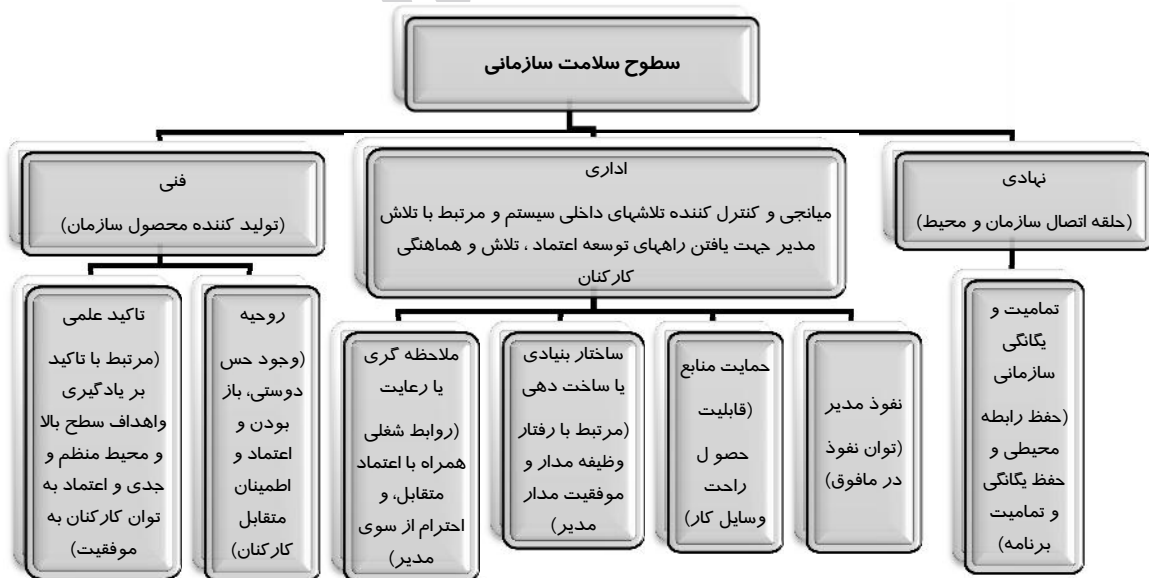 سطوح سلامت سازمانی
نهادی
(حلقه اتصال سازمان و محیط)
اداری
میانجی و کنترل کننده تلاشهای داخلی سیستم و مرتبط با تلاش
مدیر جهت یافتن راههای توسعه اعتماد ، تلاش و هماهنگی
کارکنان
فنی
(تولید کننده محصول سازمان)
تمامیت و
یگانگی
سازمانی
(حفظ رابطه
محیطی و
حفظ یگانگی
و تمامیت
برنامه)
نفوذ مدیر
(توان نفوذ
در مافوق)
حمایت منابع
(قابلیت
حصو ل
راحت
وسایل کار)
ساختار بنیادی
یا ساخت دهی
(مرتبط با رفتار
وظیفه مدار و
موفقیت مدار
مدیر)
ملاحظه گری
یا رعایت
(روابط شغلی
همراه با اعتماد
متقابل، و
احترام از سوی
مدیر)
روحیه
(وجود حس
دوستی، باز
بودن و
اعتماد و
اطمینان
متقابل
کارکنان)
تاکید علمی
(مرتبط با تاکید
بر یادگیری
واهداف سطح بالا
و محیط منظم و
جدی و اعتماد به
توان کارکنان به
موفقیت)